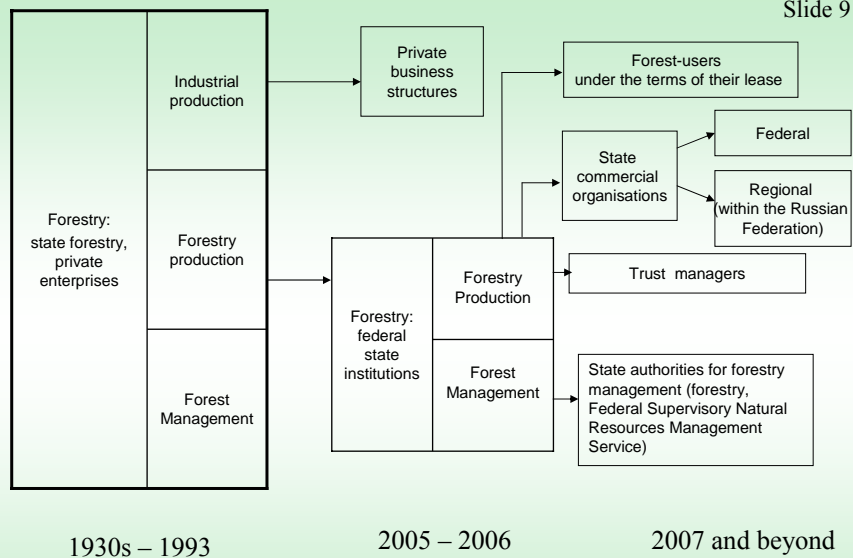 Slide 9
Forestry:
state forestry,
private
enterprises
Industrial
production
Forestry
production
Forest
Management
Private
business
structures
Forestry:
federal
state
institutions
Forestry
Production
Forest
Management
Forest-users
under the terms of their lease
State
commercial
organisations
Federal
Regional
(within the Russian
Federation)
Trust managers
State authorities for forestry
management (forestry,
Federal Supervisory Natural
Resources Management
Service)
1930s – 1993
2005 – 2006
2007 and beyond